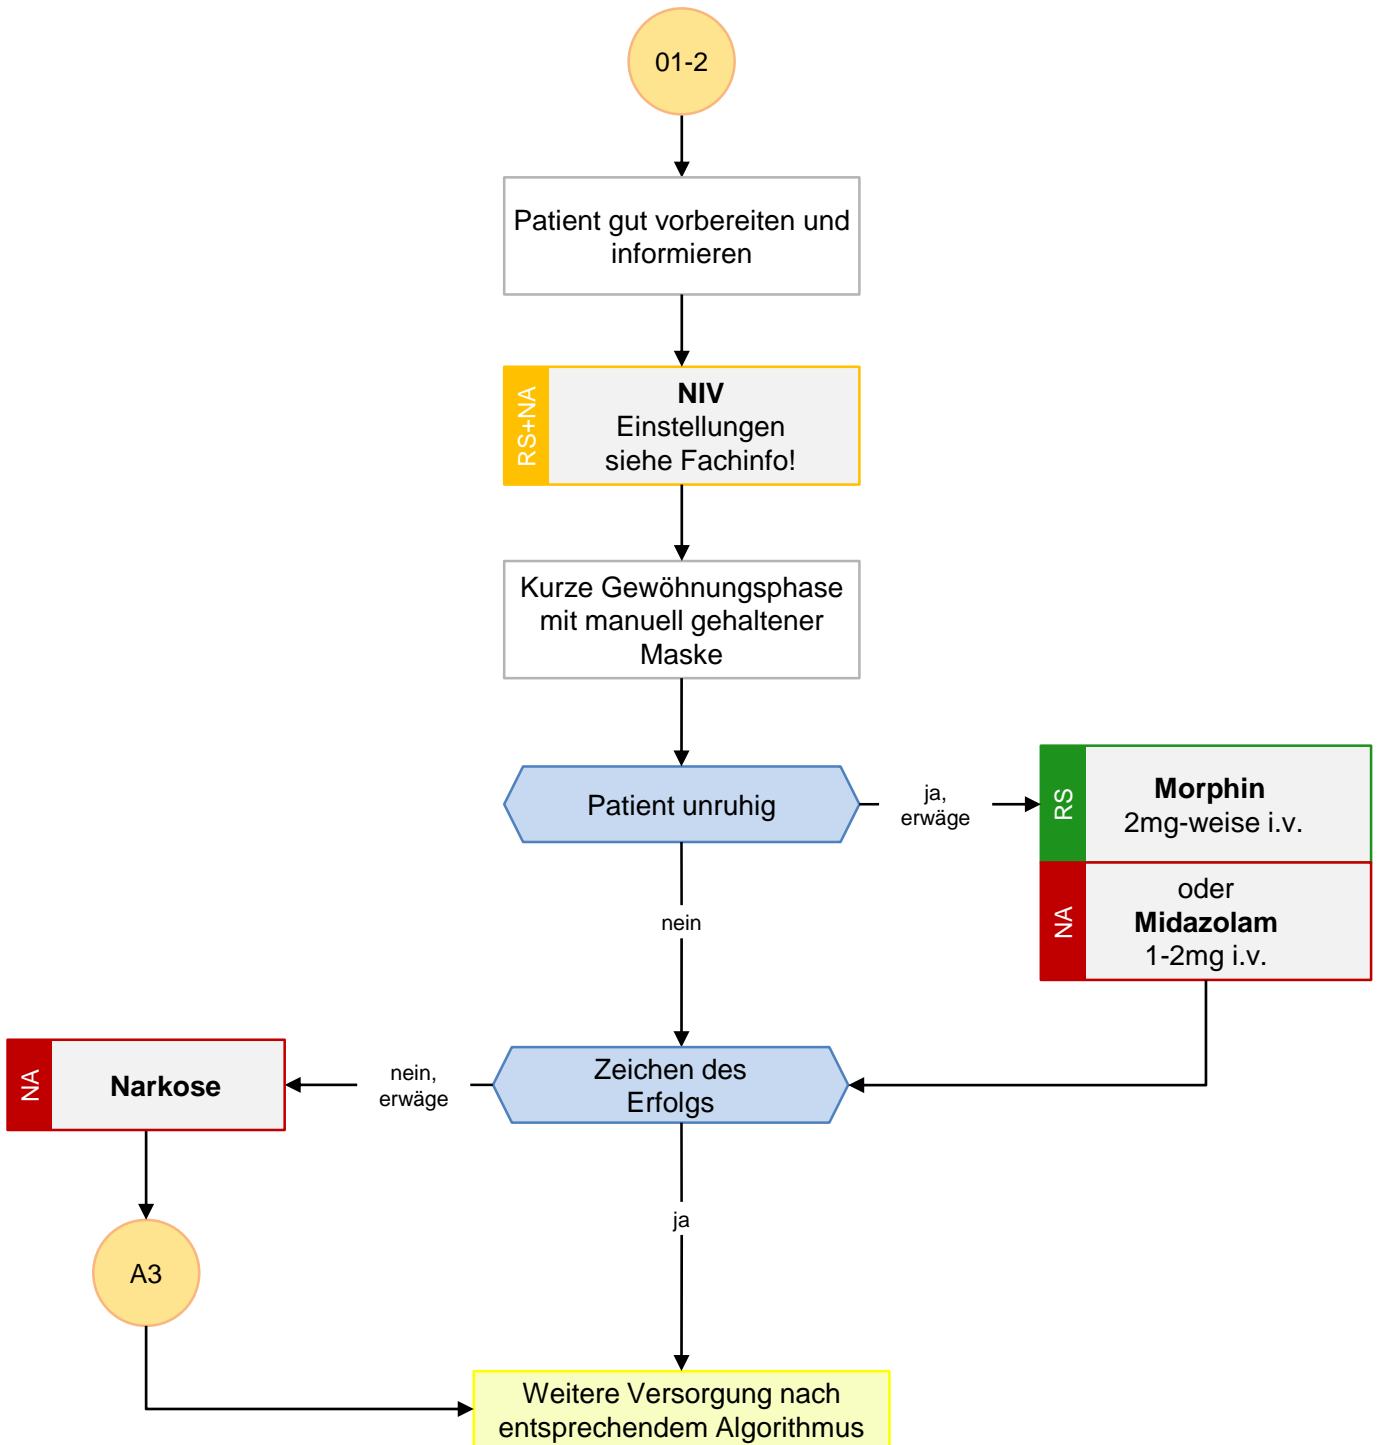 01-2
Patient gut vorbereiten und
informieren
RS+NA
NIV
Einstellungen
siehe Fachinfo!
Kurze Gewöhnungsphase
mit manuell gehaltener
Maske
Patient unruhig
ja,
erwäge
RS
Morphin
2mg-weise i.v.
NA
oder
Midazolam
1-2mg i.v.
nein
Zeichen des
Erfolgs
nein,
erwäge
NA
Narkose
ja
A3
Weitere Versorgung nach
entsprechendem Algorithmus